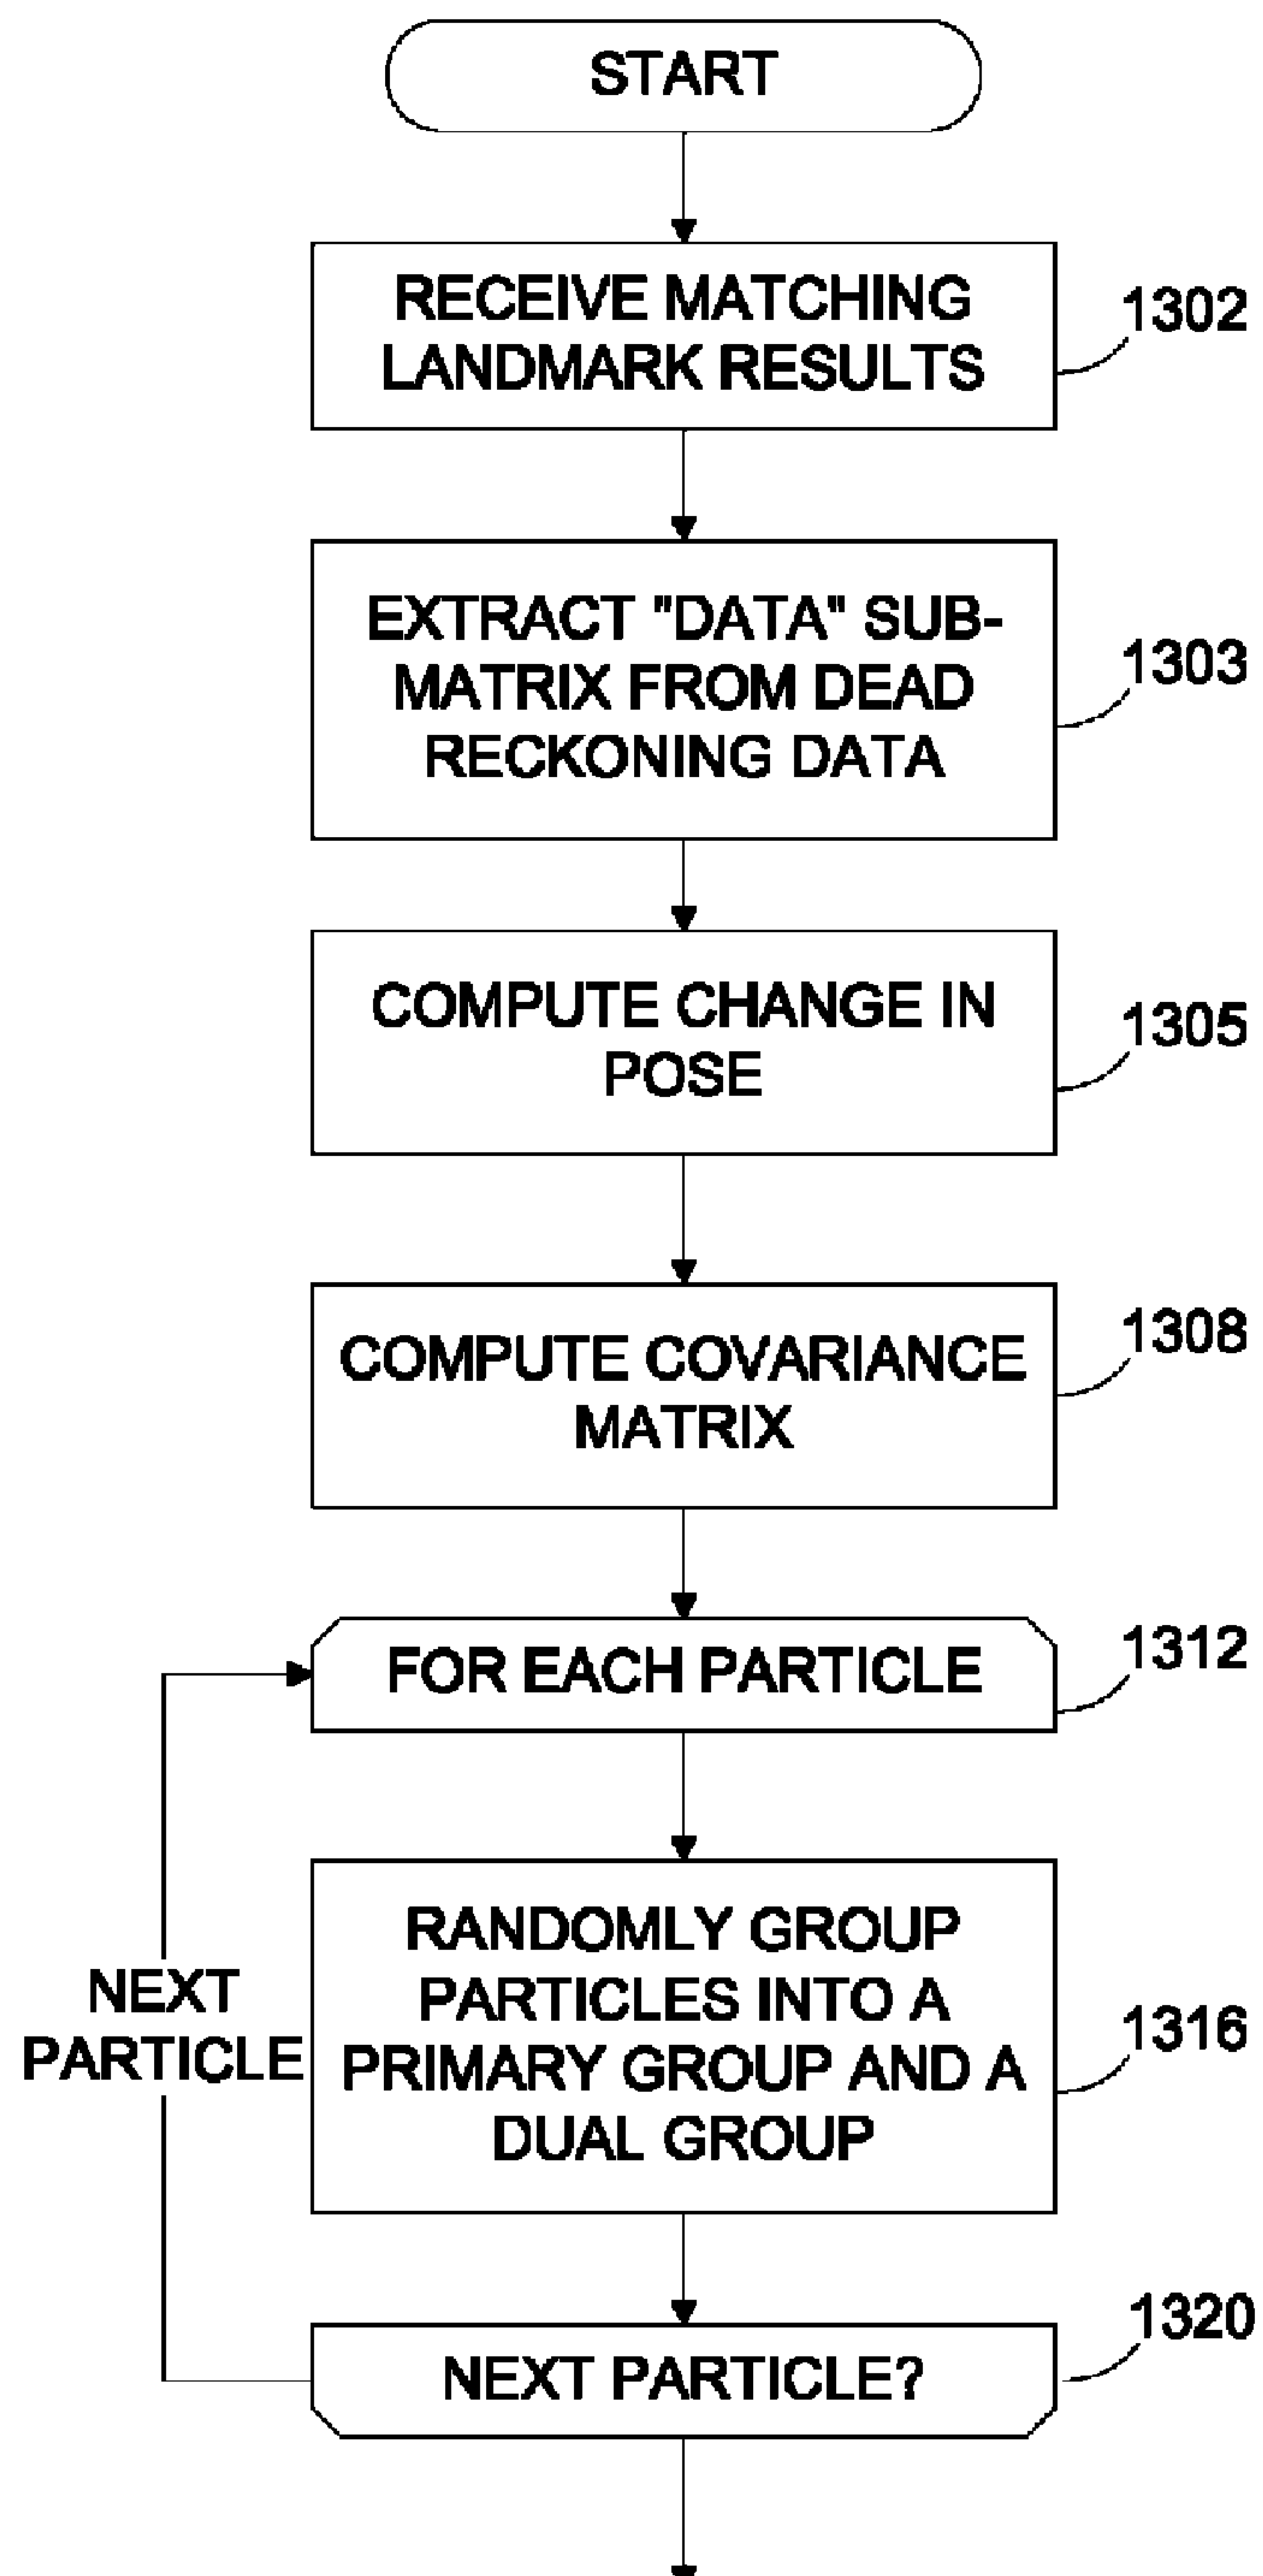 START
RECEIVE MATCHING
LANDMARK RESULTS
1302
EXTRACT "DATA" SUB-
MATRIX FROM DEAD
RECKONING DATA
1303
COMPUTE CHANGE IN
POSE
1305
COMPUTE COVARIANCE
MATRIX
1308
FOR EACH PARTICLE
1312
RANDOMLY GROUP
PARTICLES INTO A
PRIMARY GROUP AND A
DUAL GROUP
1316
NEXT
PARTICLE
NEXT PARTICLE?
1320